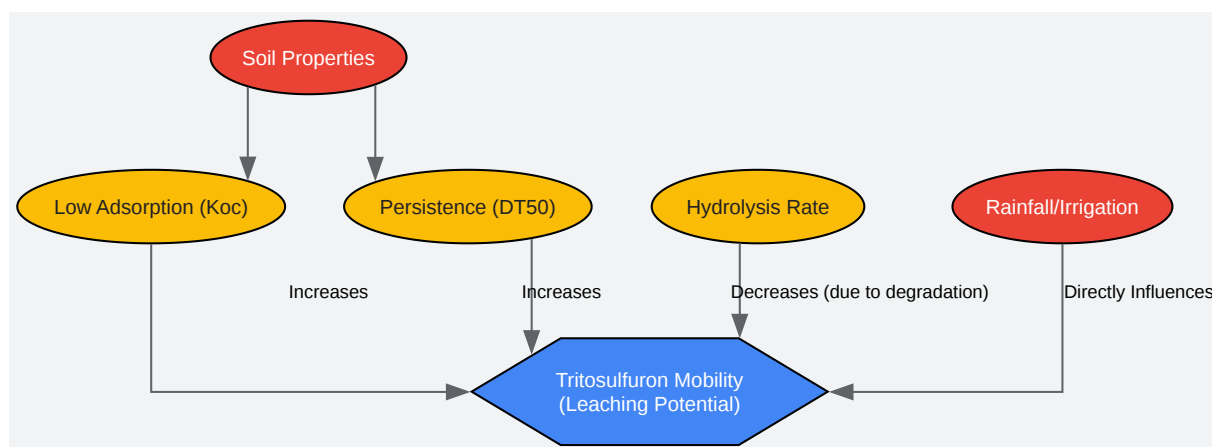 Soil Properties
Low Adsorption (Koc)
Persistence (DT50)
Hydrolysis Rate
Rainfall/Irrigation
Increases
Increases
Decreases (due to degradation)
Directly Influences
Tritosulfuron Mobility
(Leaching Potential)